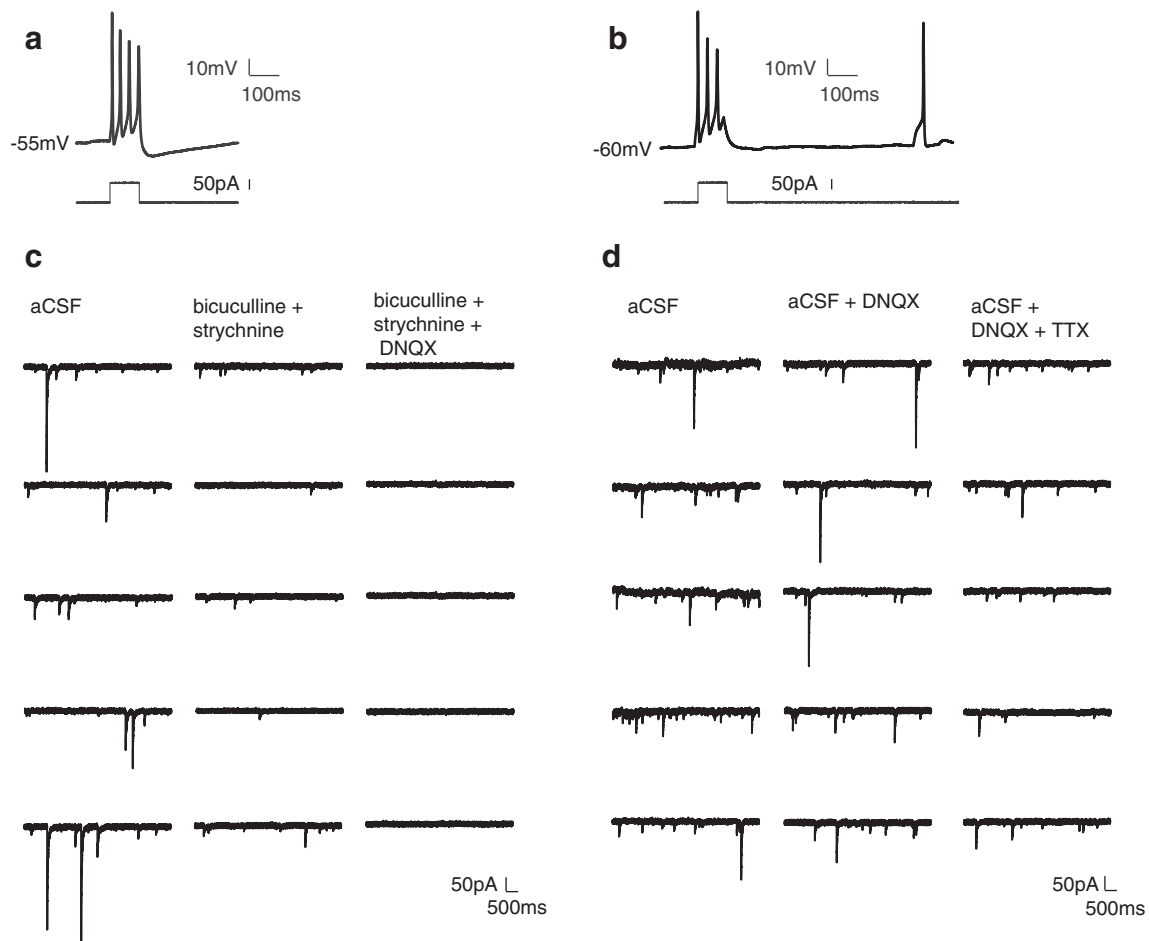 a
10mV
100ms
-55mV
50pA
b
10mV
100ms
-60mV
50pA
c
aCSF
bicuculline +
strychnine
bicuculline +
strychnine +
DNQX
50pA
500ms
d
aCSF
aCSF + DNQX
aCSF +
DNQX + TTX
50pA
500ms